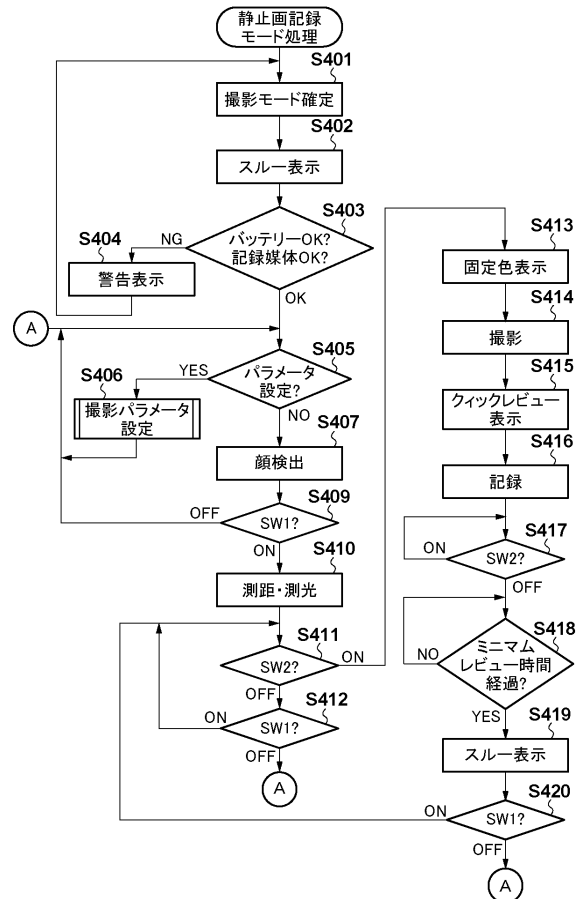 静止画記録
モード処理
S401
撮影モード確定
S402
スルー表示
S403
バッテリーOK?
記録媒体OK?
NG
OK
S404
警告表示
A
S405
パラメータ
設定?
YES
NO
S406
撮影パラメータ
設定
S407
顔検出
S409
SW1?
OFF
ON
S410
測距・測光
S411
SW2?
ON
OFF
S412
SW1?
ON
OFF
A
S413
固定色表示
S414
撮影
S415
クィックレビュー
表示
S416
記録
S417
SW2?
ON
OFF
S418
ミニマム
レビュー時間
経過?
NO
YES
S419
スルー表示
S420
SW1?
ON
OFF
A